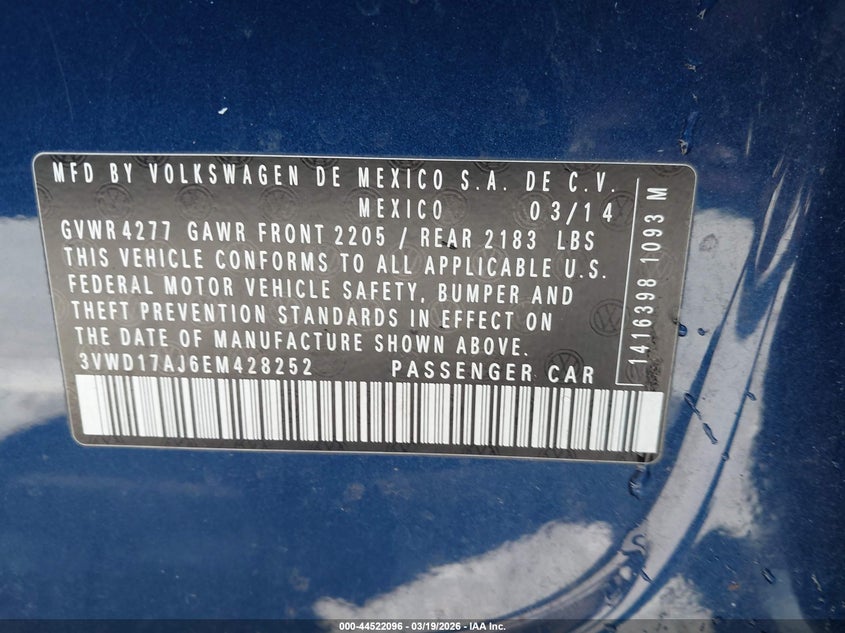 MFD BY VOLKSWAGEN DE MEXICO S.A. DE C.V.
MEXICO 03/14
GVWR 4277 GAWR FRONT 2205 / REAR 2183 LBS
THIS VEHICLE CONFORMS TO ALL APPLICABLE U.S.
FEDERAL MOTOR VEHICLE SAFETY, BUMPER AND
THEFT PREVENTION STANDARDS IN EFFECT ON
THE DATE OF MANUFACTURE SHOWN ABOVE.
3VWD17AJ6EM428252 PASSENGER CAR
1416398 1093 M
000-44522096 - 03/19/2026 - IAA Inc.